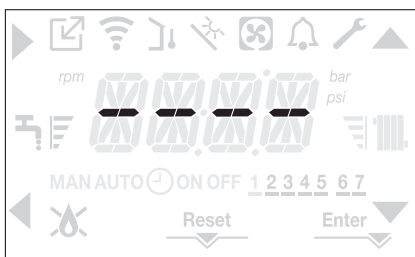 rpm bar
psi
----
MAN AUTO ON OFF 1 2 3 4 5 6 7
Reset Enter